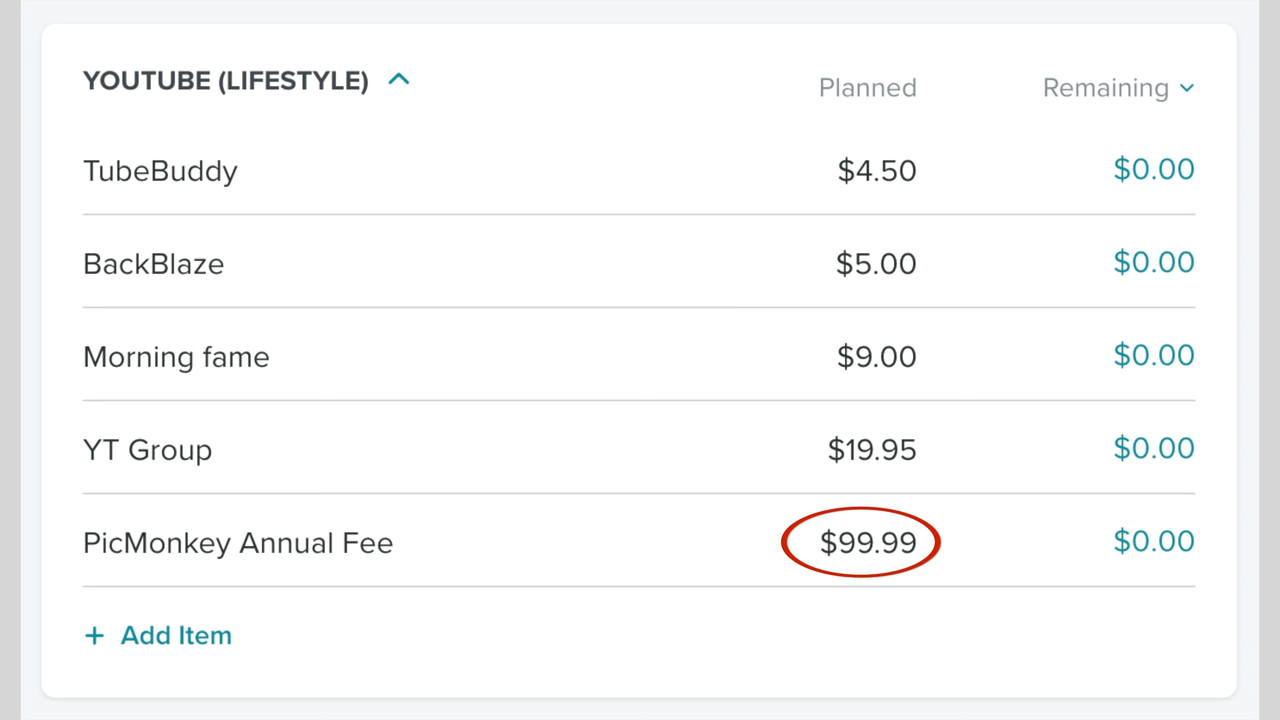 YOUTUBE (LIFESTYLE) Planned Remaining
TubeBuddy $4.50 $0.00
BackBlaze $5.00 $0.00
Morning fame $9.00 $0.00
YT Group $19.95 $0.00
PicMonkey Annual Fee $99.99 $0.00
+ Add Item